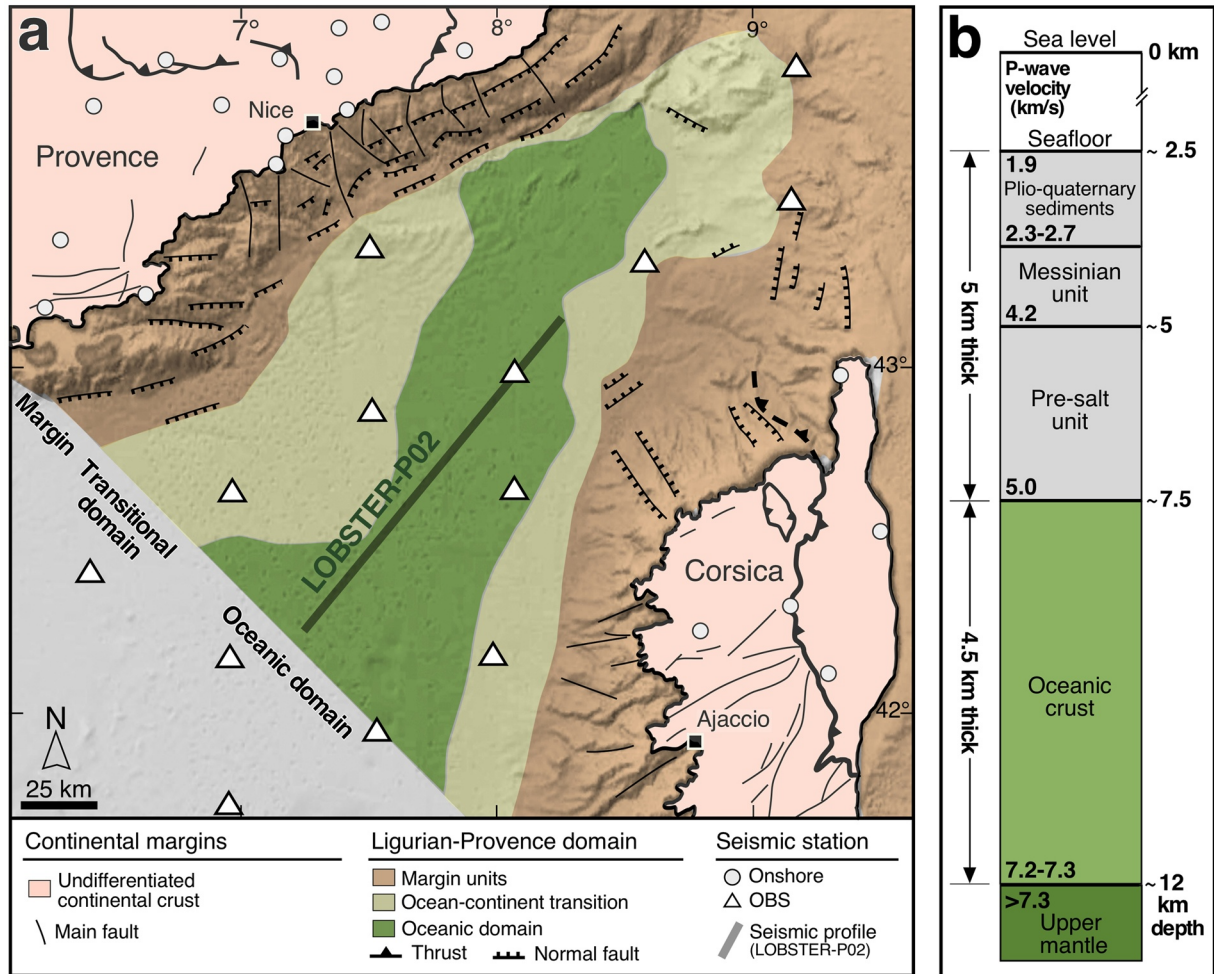 a
7°
8°
9°
Nice
Provence
43°
Margin
Transitional
domain
LOBSTER-P02
Corsica
Oceanic domain
Ajaccio
42°
N
25 km
Continental margins
Undifferentiated
continental crust
Main fault
Ligurian-Provence domain
Margin units
Ocean-continent transition
Oceanic domain
Thrust
Normal fault
Seismic station
Onshore
OBS
Seismic profile
(LOBSTER-P02)
b
Sea level
0 km
P-wave
velocity
(km/s)
Seafloor
~ 2.5
1.9
Plio-quaternary
sediments
2.3-2.7
Messinian
unit
4.2
~5
5 km thick
Pre-salt
unit
5.0
~7.5
4.5 km thick
Oceanic
crust
7.2-7.3
~12
km
depth
>7.3
Upper
mantle